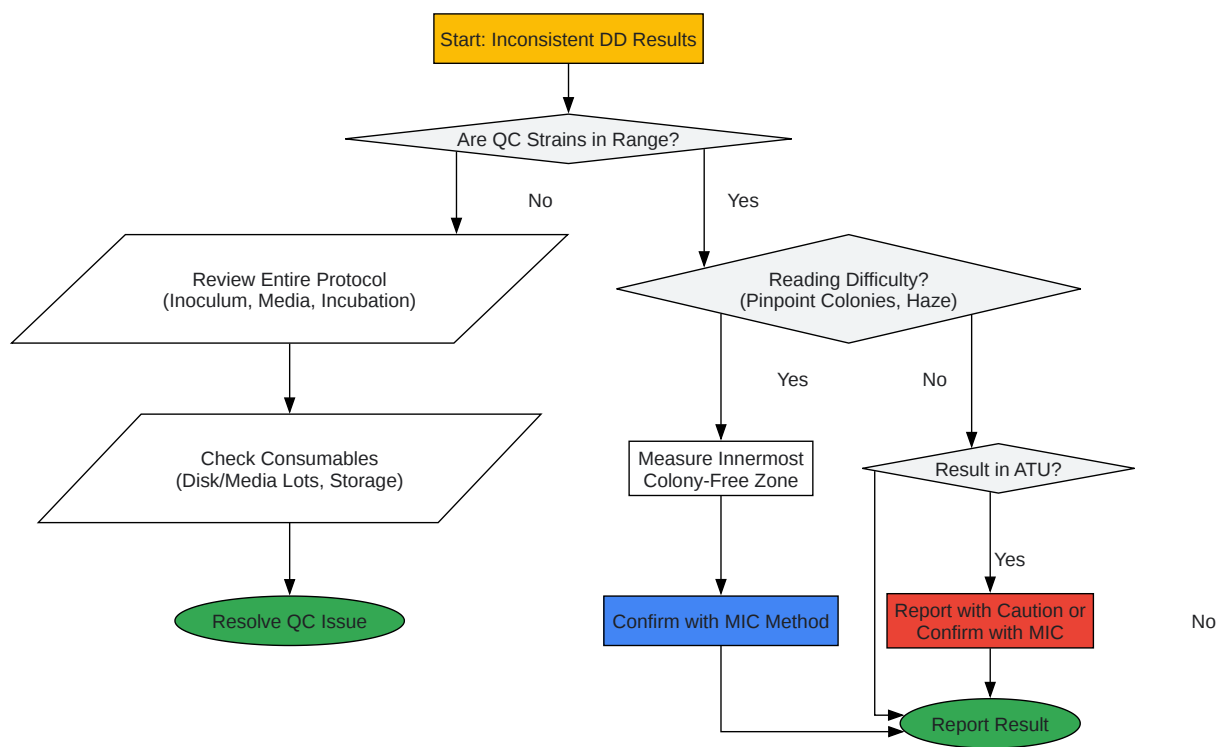 Start: Inconsistent DD Results
Are QC Strains in Range?
No
Yes
Review Entire Protocol
(Inoculum, Media, Incubation)
Reading Difficulty?
(Pinpoint Colonies, Haze)
Yes
No
Check Consumables
(Disk/Media Lots, Storage)
Measure Innermost
Colony-Free Zone
Result in ATU?
Yes
Resolve QC Issue
Confirm with MIC Method
Report with Caution or
Confirm with MIC
No
Report Result